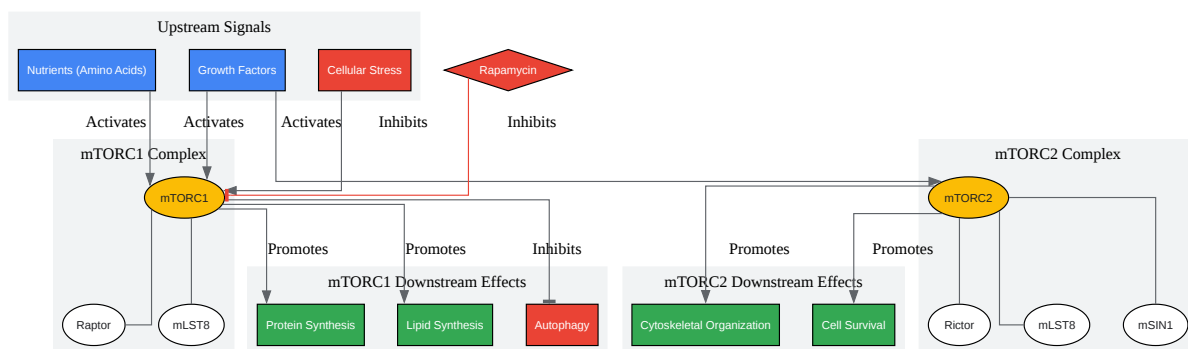 Upstream Signals
Nutrients (Amino Acids)
Growth Factors
Cellular Stress
Rapamycin
Activates
Activates
Activates
Inhibits
Inhibits
mTORC1 Complex
mTORC2 Complex
mTORC1
mTORC2
Promotes
Promotes
Inhibits
Promotes
Promotes
mTORC1 Downstream Effects
mTORC2 Downstream Effects
Raptor
mLST8
Protein Synthesis
Lipid Synthesis
Autophagy
Cytoskeletal Organization
Cell Survival
Rictor
mLST8
mSIN1